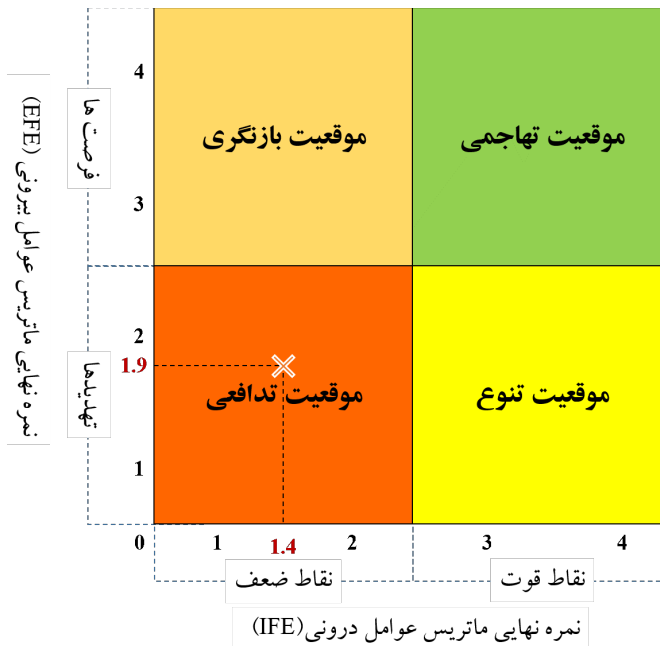 4
موقعیت بازنگری
موقعیت تهاجمی
فرصت ها
3
نمره نهایی ماتریس عوامل بیرونی (EFE)
2
1.9
موقعیت تدافعی
موقعیت تنوع
تهدیدها
1
0
1
1.4
2
3
4
نقاط ضعف
نقاط قوت
نمره نهایی ماتریس عوامل درونی(IFE)